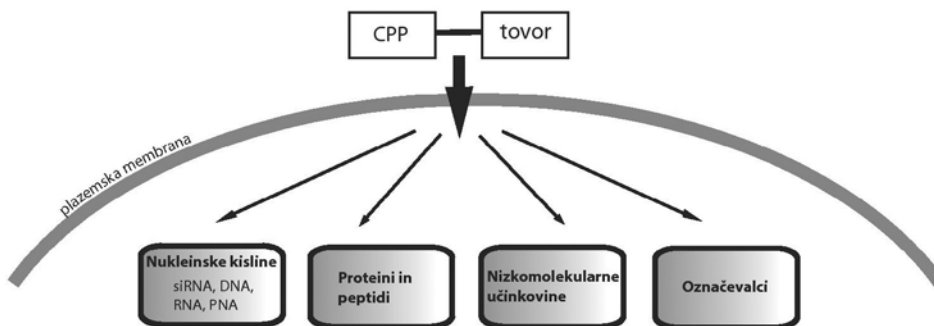 CPP tovor
plazemska membrana
Nukleinske kisline
siRNA, DNA,
RNA, PNA
Proteini in
peptidi
Nizkomolekularne
učinkovine
Označevalci